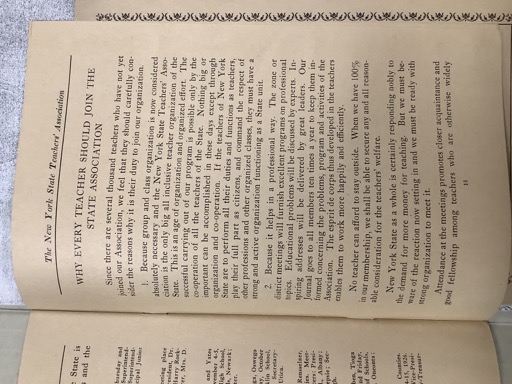 The New York State Teachers Association
WHY EVERY TEACHER SHOULD JOIN THE
STATE ASSOCIATION
Since there are several thousand teachers who have not yet
joined our Association, we feel that they should carefully con-
sider the reasons why it is their duty to join our organization.
1. Because group and class organization is now considered
absolutely necessary and the New York State Teachers' Asso-
ciation is the only big all inclusive teacher organization of the
State. This is an age of organization and organized effort. The
successful carrying out of our program is possible only by the
co-operation of all the teachers of the State. Nothing big or
important can be accomplished in these days except through
organization and co-operation. If the teachers of New York
State are to perform all their duties and functions as teachers,
play their full part as citizens, and command the respect of
other professions and other organized classes, they must have a
strong and active organization functioning as a State unit.
2. Because it helps in a professional way. The zone or
district meetings will furnish excellent programs on professional
topics. Educational problems will be discussed by experts. In-
spiring addresses will be delivered by great leaders. Our
Journal goes to all members times a year to keep them in-
formed concerning the problems, program and activites of the
Association. The esprit de corps thus developed in the teachers
enables them to work more happily and efficiently.
No teacher can afford to stay outside. When we have 100%
in our membership, we shall be able to secure any and all reason-
able consideration for the teachers' welfare.
New York State as a whole is certainly responding nobly to
the demand for more money for teaching. But we must be-
ware of the reaction now setting in and we must be ready with
strong organization to meet it.
Attendance at the meetings promotes closer acquaintance and
good fellowship among teachers who are otherwise widely
11